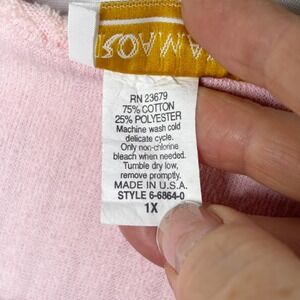 RN 23679
75% COTTON
25% POLYESTER
Machine wash cold
delicate cycle.
Only non-chlorine
bleach when needed.
Tumble dry low,
remove promptly.
MADE IN U.S.A.
STYLE 6-6864-0
1X